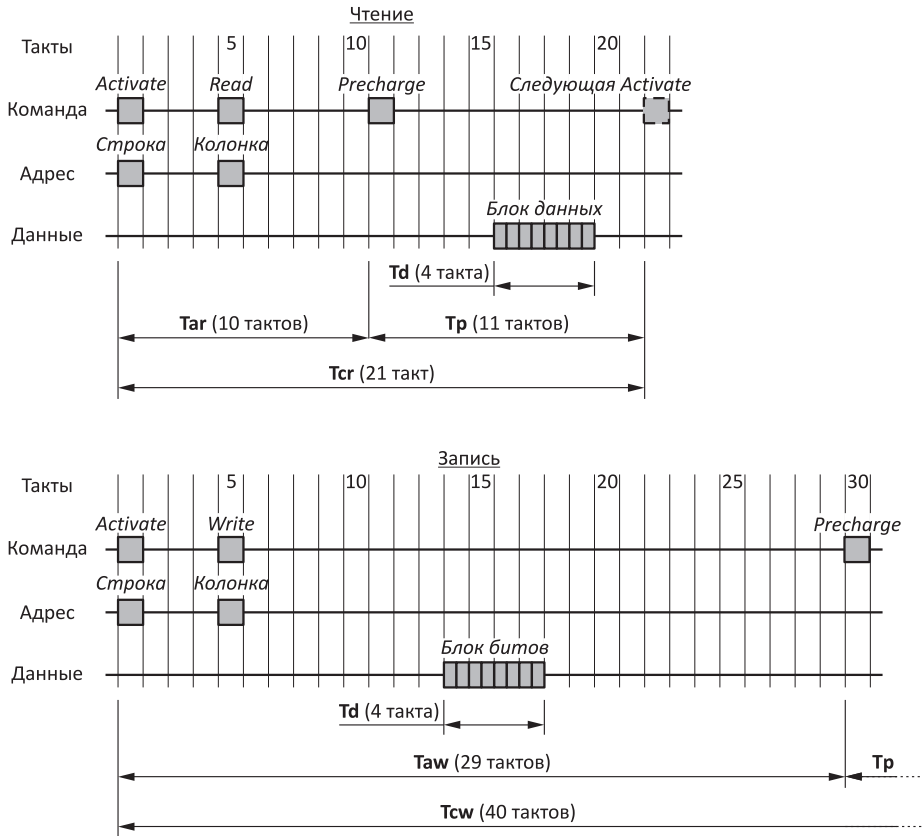 Чтение
Такты 5 10 15 20
Activate Read Precharge Следующая Activate
Команда
Строка Колонка
Адрес
Блок данных
Данные
Td (4 такта)
Tar (10 тактов) Tp (11 тактов)
Tcr (21 такт)
Запись
Такты 5 10 15 20 25 30
Activate Write Precharge
Команда
Строка Колонка
Адрес
Блок битов
Данные
Td (4 такта)
Taw (29 тактов) Tp
Tcw (40 тактов)